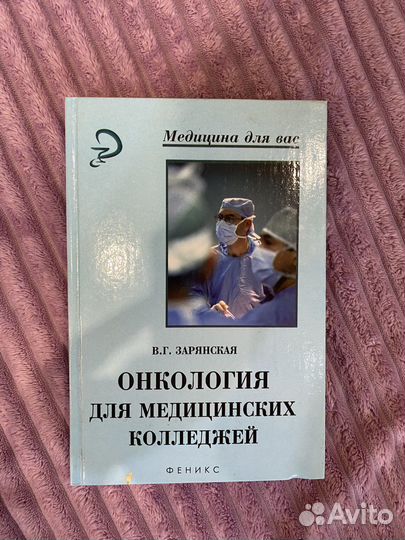 Медицина для вас
В.Г. ЗАРЯНСКАЯ
ОНКОЛОГИЯ
ДЛЯ МЕДИЦИНСКИХ
КОЛЛЕДЖЕЙ
ФЕНИКС
Avito